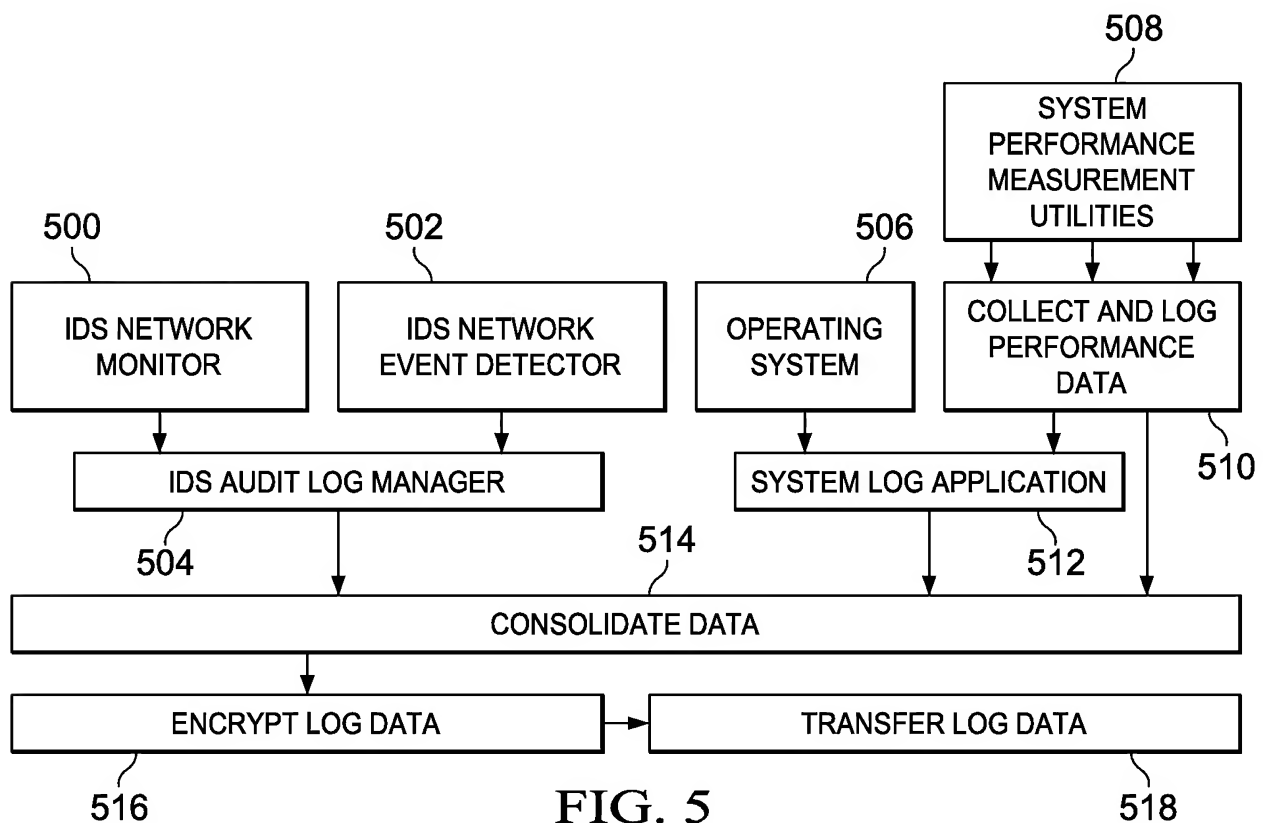 508
SYSTEM
PERFORMANCE
MEASUREMENT
UTILITIES
500
502
506
IDS NETWORK
MONITOR
IDS NETWORK
EVENT DETECTOR
OPERATING
SYSTEM
COLLECT AND LOG
PERFORMANCE
DATA
510
IDS AUDIT LOG MANAGER
SYSTEM LOG APPLICATION
504
514
512
CONSOLIDATE DATA
ENCRYPT LOG DATA
TRANSFER LOG DATA
516
FIG. 5
518